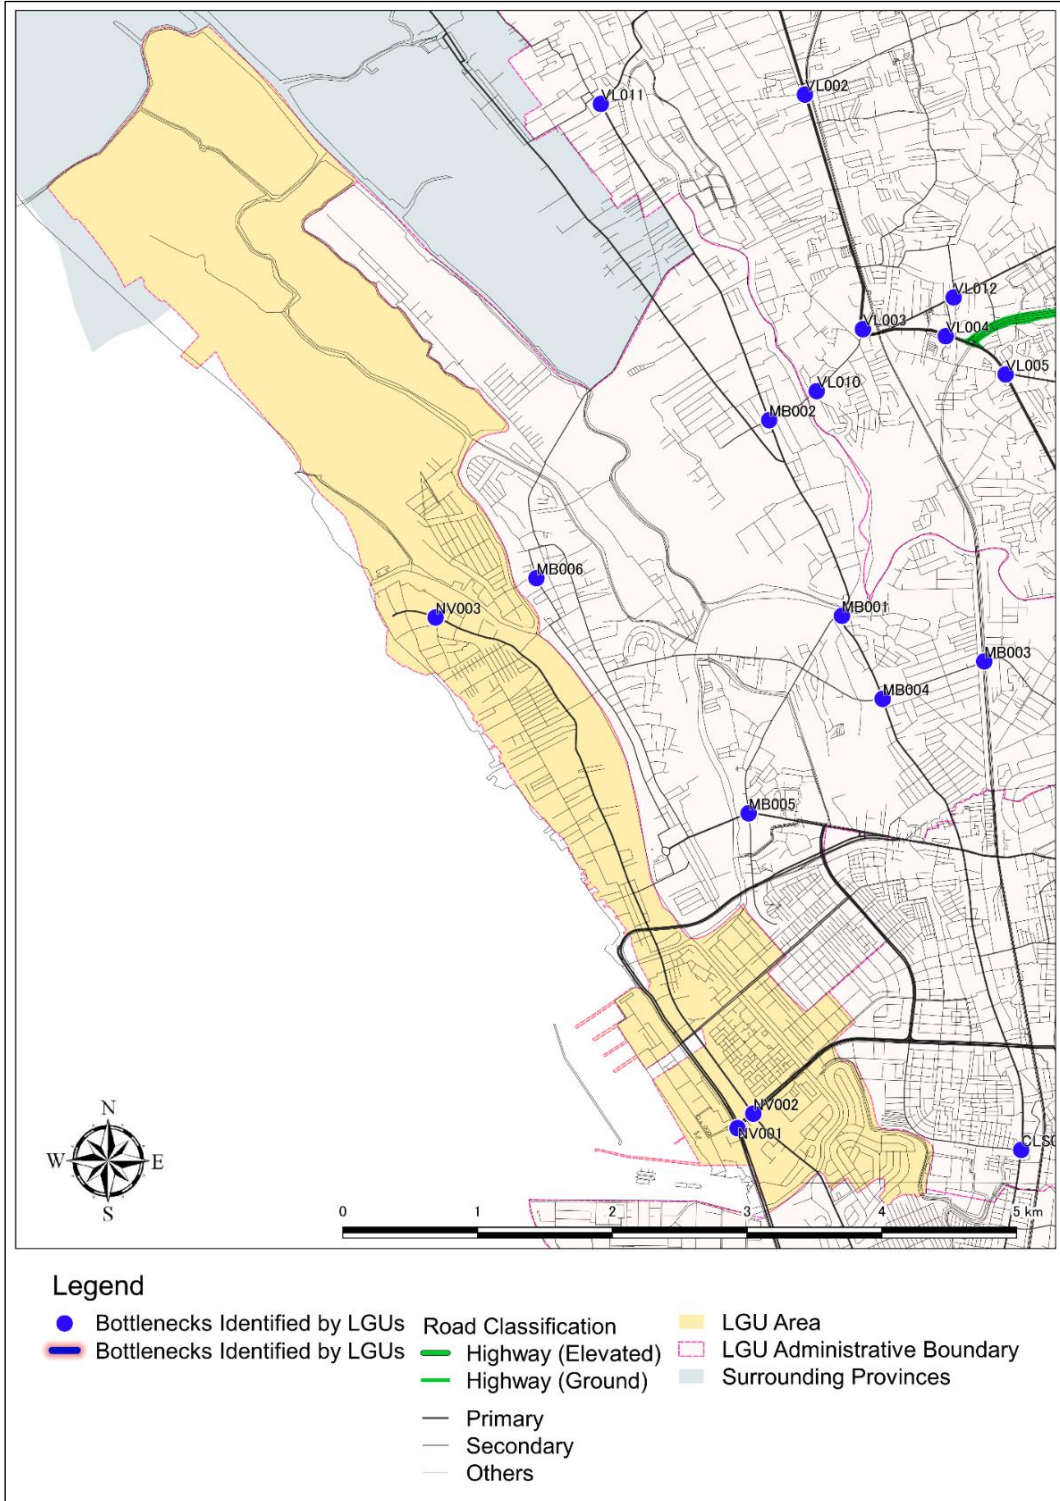 VL011
VL002
VL012
VL003
VL004
VL005
VL010
MB002
MB006
NV003
MB001
MB003
MB004
MB005
NV002
NV001
N
W
E
S
0
1
2
3
4
5 km
Legend
Bottlenecks Identified by LGUs
Bottlenecks Identified by LGUs
Road Classification
Highway (Elevated)
Highway (Ground)
Primary
Secondary
Others
LGU Area
LGU Administrative Boundary
Surrounding Provinces